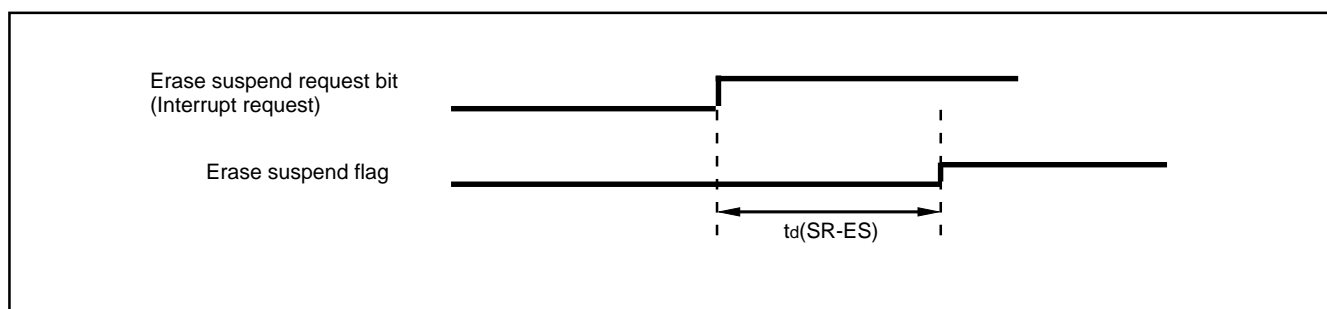 Erase suspend request bit
(Interrupt request)
Erase suspend flag
td(SR-ES)